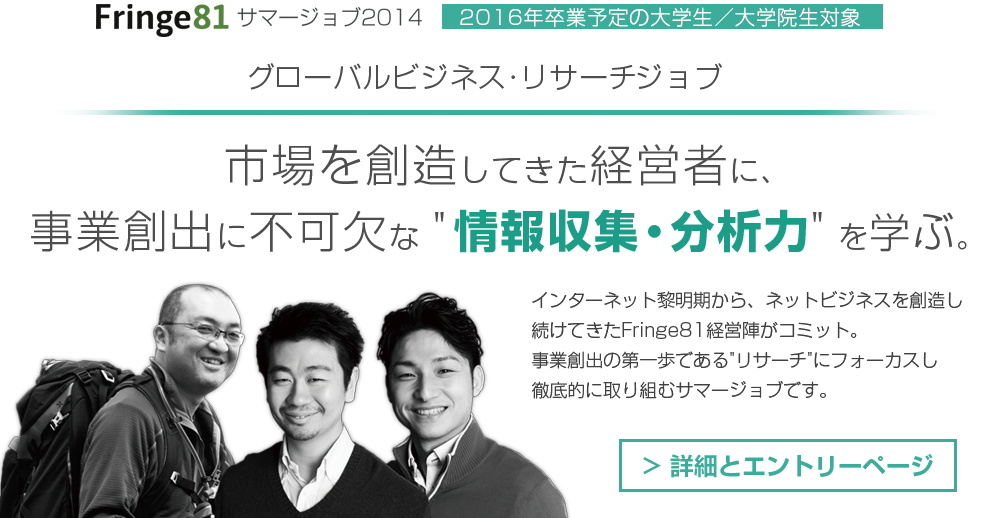 Fringe81 サマージョブ2014 2016年卒業予定の大学生／大学院生対象
グローバルビジネス・リサーチジョブ
市場を創造してきた経営者に、
事業創出に不可欠な "情報収集・分析力" を学ぶ。
インターネット黎明期から、ネットビジネスを創造し
続けてきたFringe81経営陣がコミット。
事業創出の第一歩である"リサーチ"にフォーカスし
徹底的に取り組むサマージョブです。
> 詳細とエントリーページ